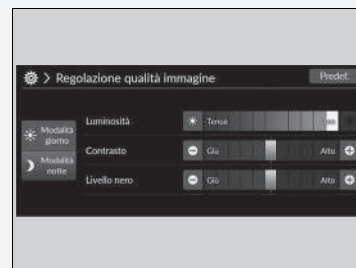 > Regolazione qualità immagine Predef.
Modalità giorno
Modalità notte
Luminosità Tenue
Contrasto Giù Alto
Livello nero Giù Alto